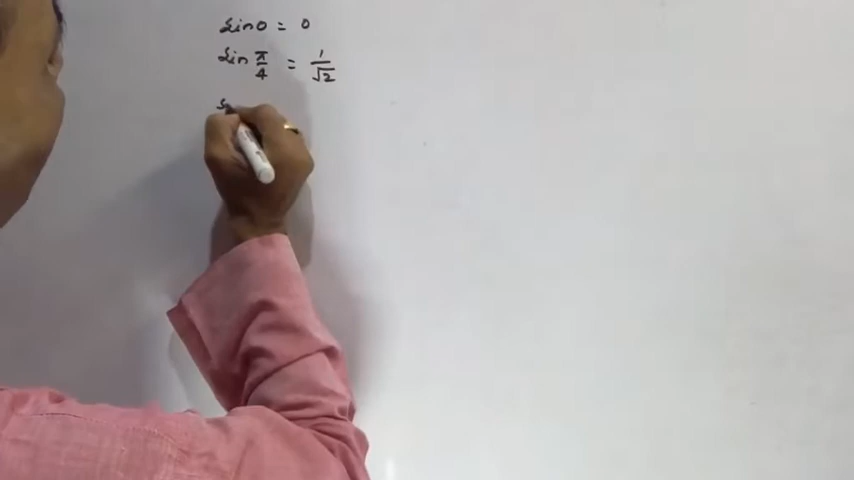 sin 0 = 0
sin π/4 = 1/√2
s